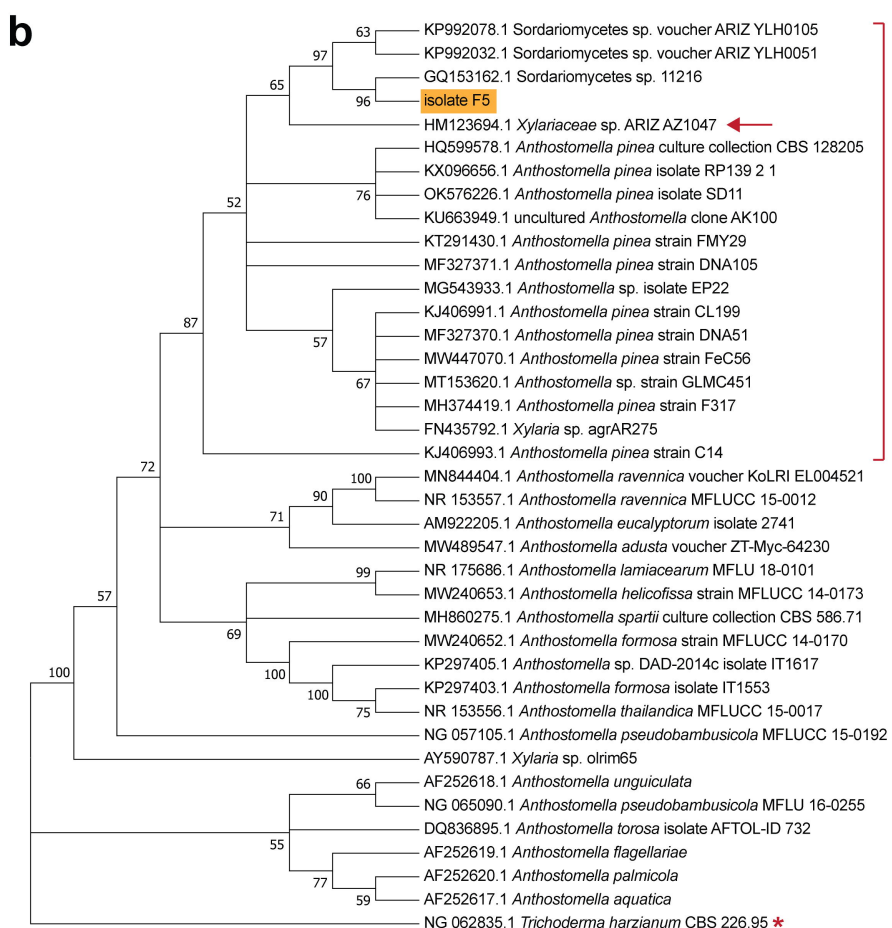 b
63
KP992078.1 Sordariomycetes sp. voucher ARIZ YLH0105
97
KP992032.1 Sordariomycetes sp. voucher ARIZ YLH0051
GQ153162.1 Sordariomycetes sp. 11216
65
96
isolate F5
HM123694.1 Xylariaceae sp. ARIZ AZ1047
HQ599578.1 Anthostomella pinea culture collection CBS 128205
KX096656.1 Anthostomella pinea isolate RP139 2 1
76
OK576226.1 Anthostomella pinea isolate SD11
52
KU663949.1 uncultured Anthostomella clone AK100
KT291430.1 Anthostomella pinea strain FMY29
MF327371.1 Anthostomella pinea strain DNA105
MG543933.1 Anthostomella sp. isolate EP22
KJ406991.1 Anthostomella pinea strain CL199
87
57
MF327370.1 Anthostomella pinea strain DNA51
MW447070.1 Anthostomella pinea strain FeC56
67
MT153620.1 Anthostomella sp. strain GLMC451
MH374419.1 Anthostomella pinea strain F317
FN435792.1 Xylaria sp. agrAR275
KJ406993.1 Anthostomella pinea strain C14
72
100
MN844404.1 Anthostomella ravennica voucher KoLRI EL004521
90
NR 153557.1 Anthostomella ravennica MFLUCC 15-0012
71
AM922205.1 Anthostomella eucalyptorum isolate 2741
MW489547.1 Anthostomella adusta voucher ZT-Myc-64230
99
NR 175686.1 Anthostomella lamiacearum MFLU 18-0101
MW240653.1 Anthostomella helicofissa strain MFLUCC 14-0173
57
MH860275.1 Anthostomella spartii culture collection CBS 586.71
69
MW240652.1 Anthostomella formosa strain MFLUCC 14-0170
100
KP297405.1 Anthostomella sp. DAD-2014c isolate IT1617
100
100
KP297403.1 Anthostomella formosa isolate IT1553
75
NR 153556.1 Anthostomella thailandica MFLUCC 15-0017
NG 057105.1 Anthostomella pseudobambusicola MFLUCC 15-0192
AY590787.1 Xylaria sp. olrim65
66
AF252618.1 Anthostomella unguiculata
NG 065090.1 Anthostomella pseudobambusicola MFLU 16-0255
DQ836895.1 Anthostomella torosa isolate AFTOL-ID 732
55
AF252619.1 Anthostomella flagellariae
77
AF252620.1 Anthostomella palmicola
59
AF252617.1 Anthostomella aquatica
NG 062835.1 Trichoderma harzianum CBS 226.95 *